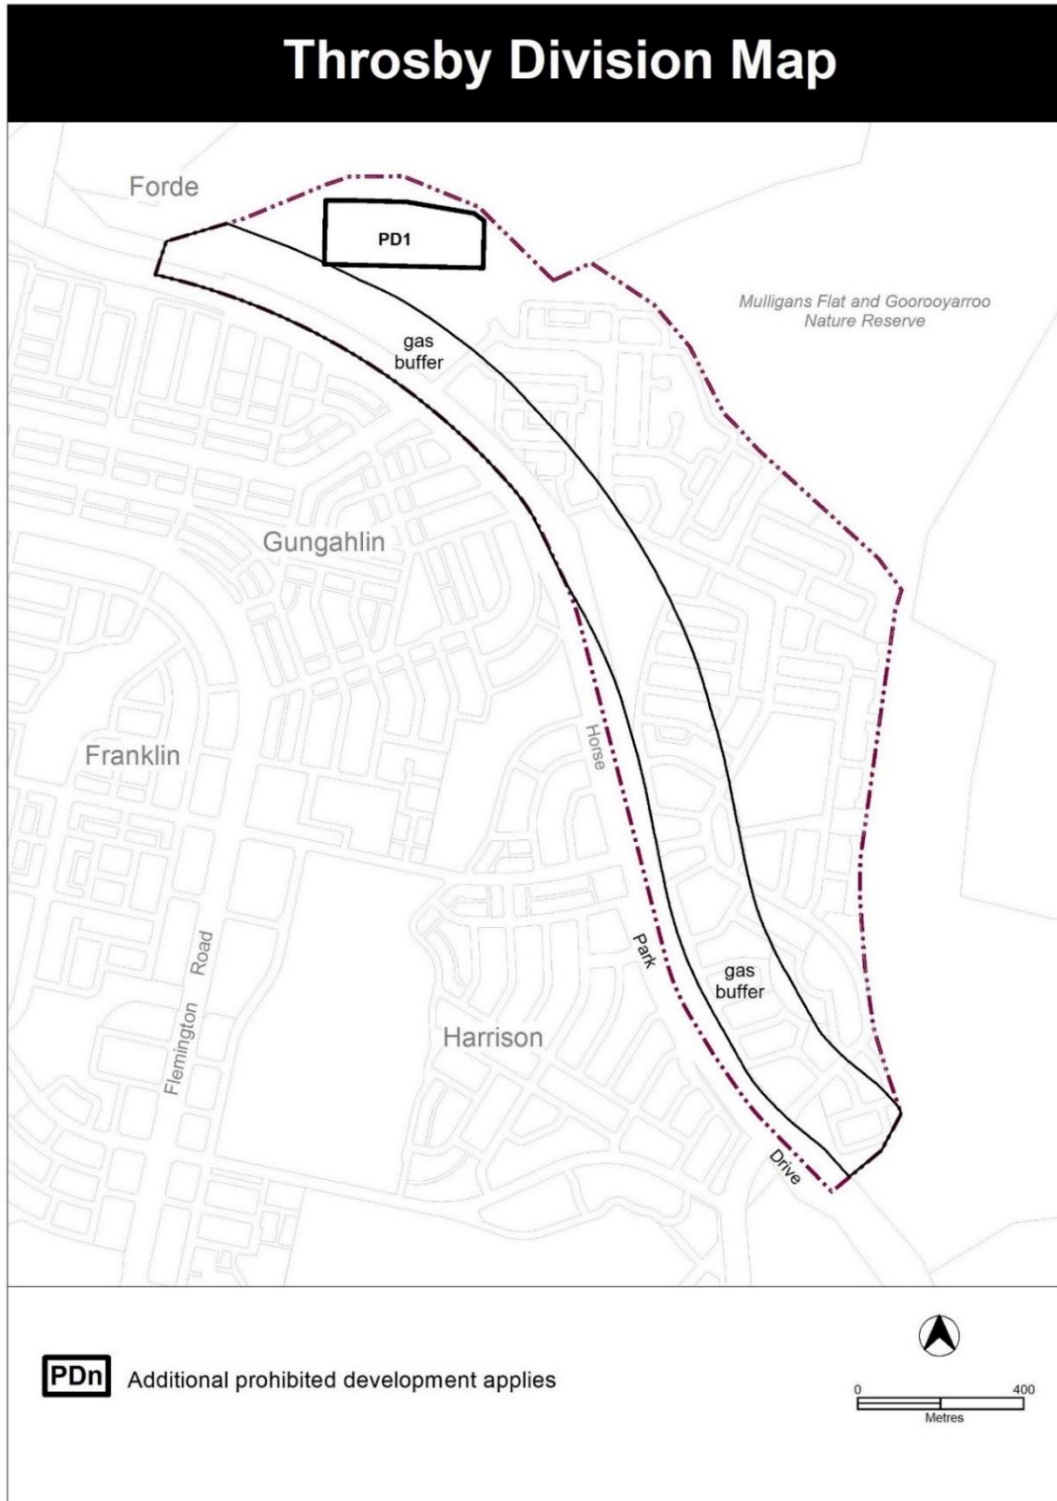 Throsby Division Map
Forde
PD1
Mulligans Flat and Goorooyarroo
Nature Reserve
gas
buffer
Gungahlin
Horse
Franklin
Park
Road
gas
buffer
Flemington
Harrison
Drive
PDn Additional prohibited development applies
0 400
Metres